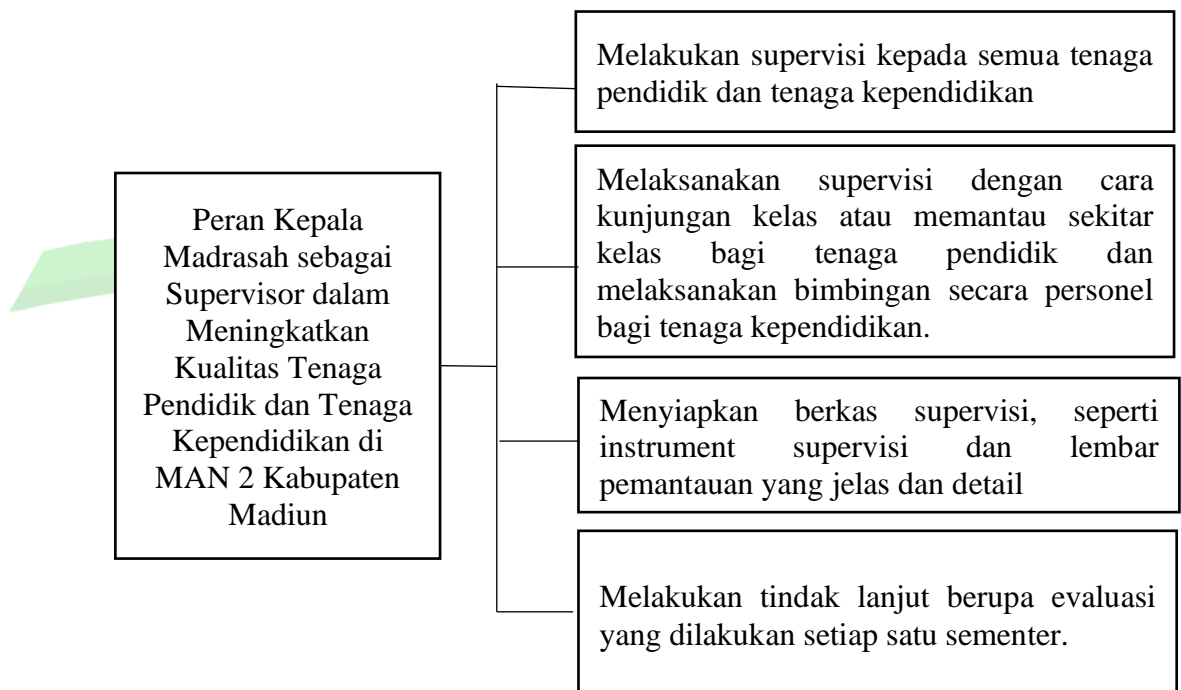 Peran Kepala
Madrasah sebagai
Supervisor dalam
Meningkatkan
Kualitas Tenaga
Pendidik dan Tenaga
Kependidikan di
MAN 2 Kabupaten
Madiun
Melakukan supervisi kepada semua tenaga
pendidik dan tenaga kependidikan
Melaksanakan supervisi dengan cara
kunjungan kelas atau memantau sekitar
kelas bagi tenaga pendidik dan
melaksanakan bimbingan secara personel
bagi tenaga kependidikan.
Menyiapkan berkas supervisi, seperti
instrument supervisi dan lembar
pemantauan yang jelas dan detail
Melakukan tindak lanjut berupa evaluasi
yang dilakukan setiap satu sementer.